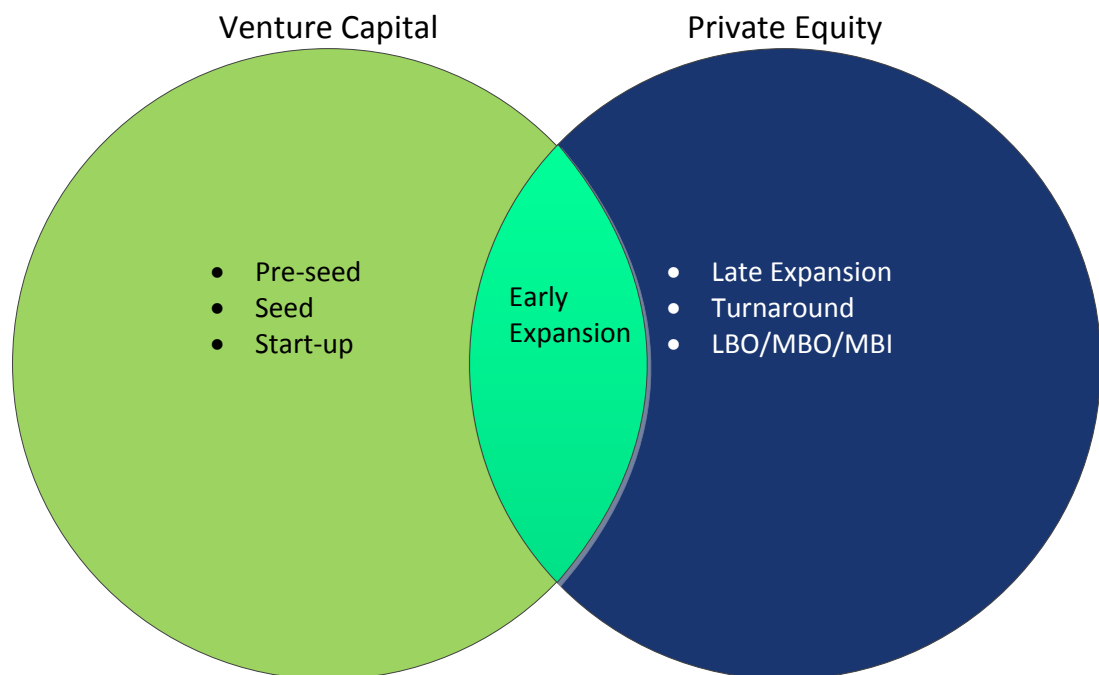 Venture Capital
Private Equity
• Pre-seed
• Seed
• Start-up
Early
Expansion
• Late Expansion
• Turnaround
• LBO/MBO/MBI